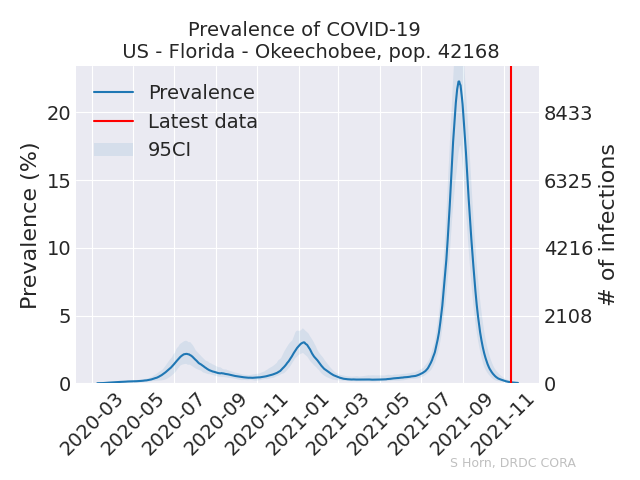 Prevalence of COVID-19
US - Florida - Okeechobee, pop. 42168
Prevalence
Latest data
95CI
Prevalence (%)
20
15
10
5
0
8433
6325
4216
2108
0
# of infections
2020-03
2020-05
2020-07
2020-09
2020-11
2021-01
2021-03
2021-05
2021-07
2021-09
2021-11
S Horn, DRDC CORA